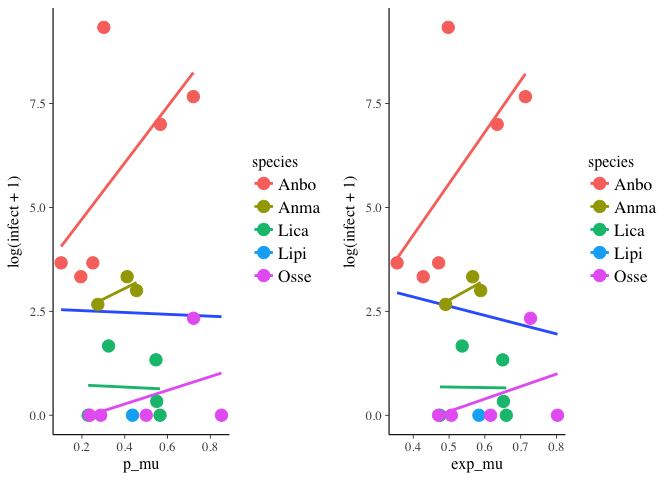 log(infect + 1)
7.5
5.0
2.5
0.0
0.2
0.4
0.6
0.8
p_mu
species
Anbo
Anma
Lica
Lipi
Osse
log(infect + 1)
7.5
5.0
2.5
0.0
0.4
0.5
0.6
0.7
0.8
exp_mu
species
Anbo
Anma
Lica
Lipi
Osse